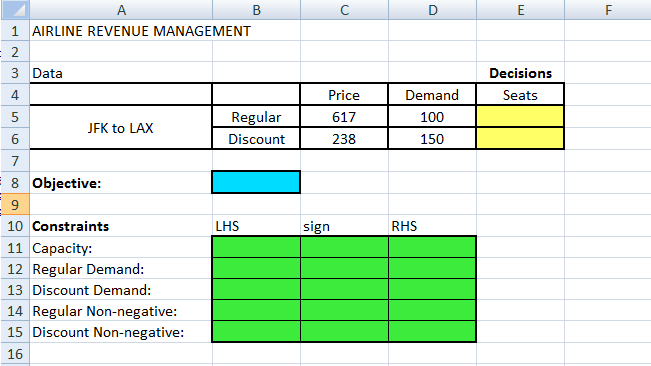 A B C D E F
1 AIRLINE REVENUE MANAGEMENT
2
3 Data Decisions
4 Price Demand Seats
5 Regular 617 100
JFK to LAX
6 Discount 238 150
7
8 Objective:
9
10 Constraints LHS sign RHS
11 Capacity:
12 Regular Demand:
13 Discount Demand:
14 Regular Non-negative:
15 Discount Non-negative:
16